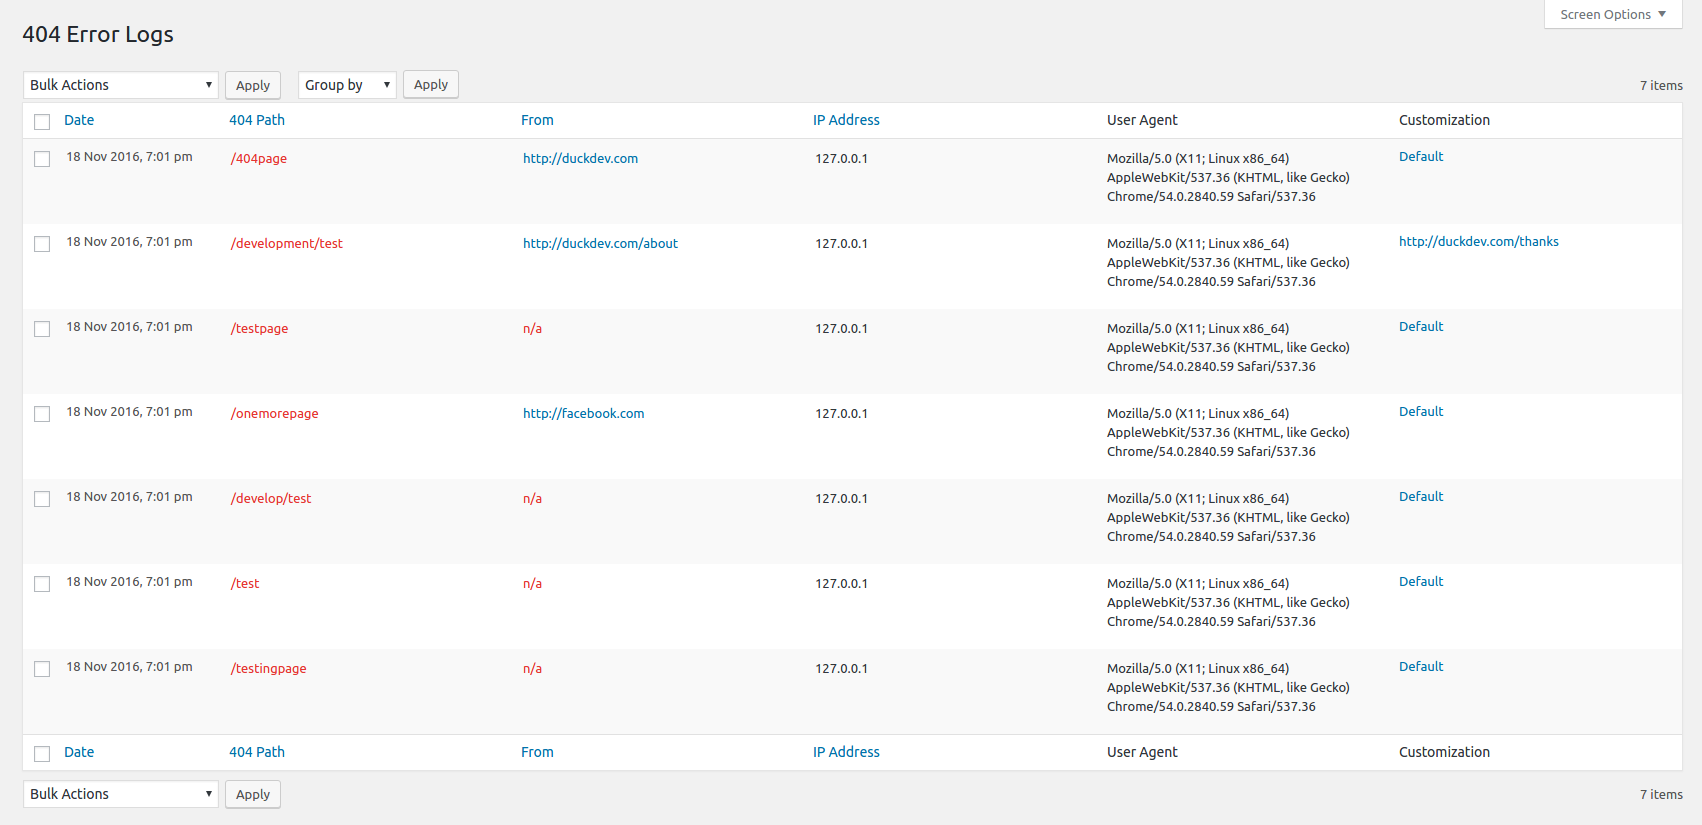 Screen Options
404 Error Logs
Bulk Actions Apply Group by Apply 7 items
Date 404 Path From IP Address User Agent Customization
18 Nov 2016, 7:01 pm /404page http://duckdev.com 127.0.0.1 Mozilla/5.0 (X11; Linux x86_64) Default
AppleWebKit/537.36 (KHTML, like Gecko)
Chrome/54.0.2840.59 Safari/537.36
18 Nov 2016, 7:01 pm /development/test http://duckdev.com/about 127.0.0.1 Mozilla/5.0 (X11; Linux x86_64) http://duckdev.com/thanks
AppleWebKit/537.36 (KHTML, like Gecko)
Chrome/54.0.2840.59 Safari/537.36
18 Nov 2016, 7:01 pm /testpage n/a 127.0.0.1 Mozilla/5.0 (X11; Linux x86_64) Default
AppleWebKit/537.36 (KHTML, like Gecko)
Chrome/54.0.2840.59 Safari/537.36
18 Nov 2016, 7:01 pm /onemorepage http://facebook.com 127.0.0.1 Mozilla/5.0 (X11; Linux x86_64) Default
AppleWebKit/537.36 (KHTML, like Gecko)
Chrome/54.0.2840.59 Safari/537.36
18 Nov 2016, 7:01 pm /develop/test n/a 127.0.0.1 Mozilla/5.0 (X11; Linux x86_64) Default
AppleWebKit/537.36 (KHTML, like Gecko)
Chrome/54.0.2840.59 Safari/537.36
18 Nov 2016, 7:01 pm /test n/a 127.0.0.1 Mozilla/5.0 (X11; Linux x86_64) Default
AppleWebKit/537.36 (KHTML, like Gecko)
Chrome/54.0.2840.59 Safari/537.36
18 Nov 2016, 7:01 pm /testingpage n/a 127.0.0.1 Mozilla/5.0 (X11; Linux x86_64) Default
AppleWebKit/537.36 (KHTML, like Gecko)
Chrome/54.0.2840.59 Safari/537.36
Date 404 Path From IP Address User Agent Customization
Bulk Actions Apply 7 items